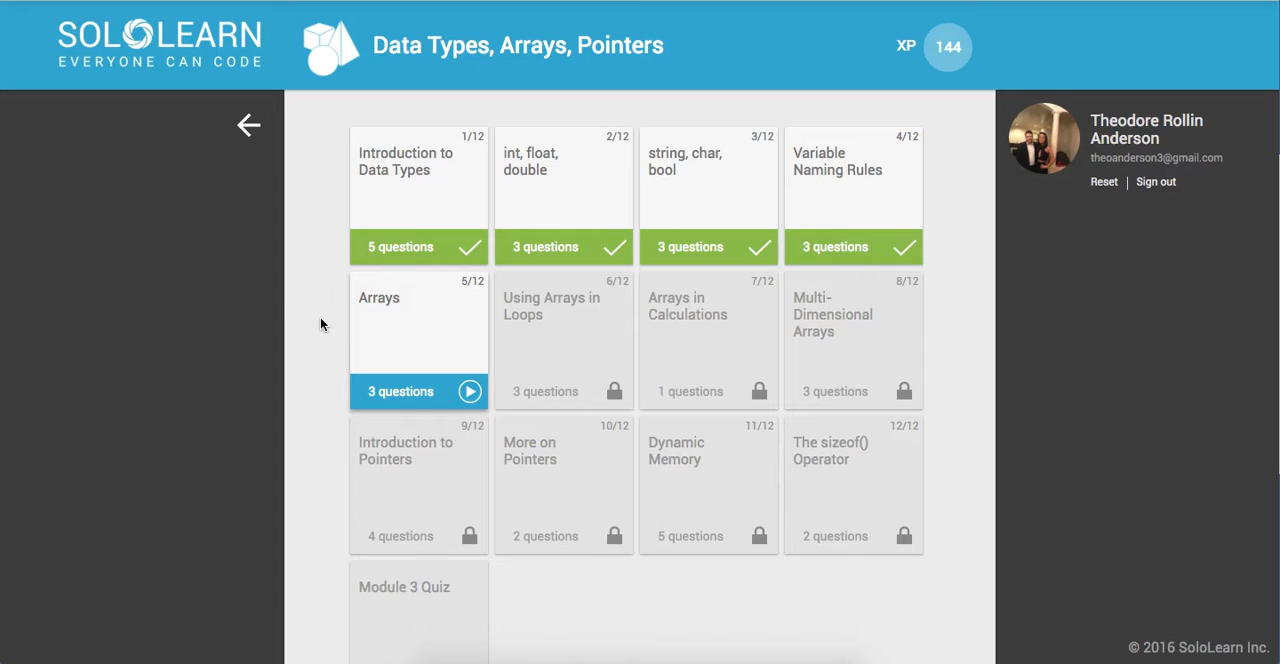 SOLOLEARN
EVERYONE CAN CODE
Data Types, Arrays, Pointers
XP 144
Theodore Rollin
Anderson
theoanderson3@gmail.com
Reset | Sign out
1/12
Introduction to
Data Types
5 questions
2/12
int, float,
double
3 questions
3/12
string, char,
bool
3 questions
4/12
Variable
Naming Rules
3 questions
5/12
Arrays
3 questions
6/12
Using Arrays in
Loops
3 questions
7/12
Arrays in
Calculations
1 questions
8/12
Multi-
Dimensional
Arrays
3 questions
9/12
Introduction to
Pointers
4 questions
10/12
More on
Pointers
2 questions
11/12
Dynamic
Memory
5 questions
12/12
The sizeof()
Operator
2 questions
Module 3 Quiz
© 2016 SoloLearn Inc.